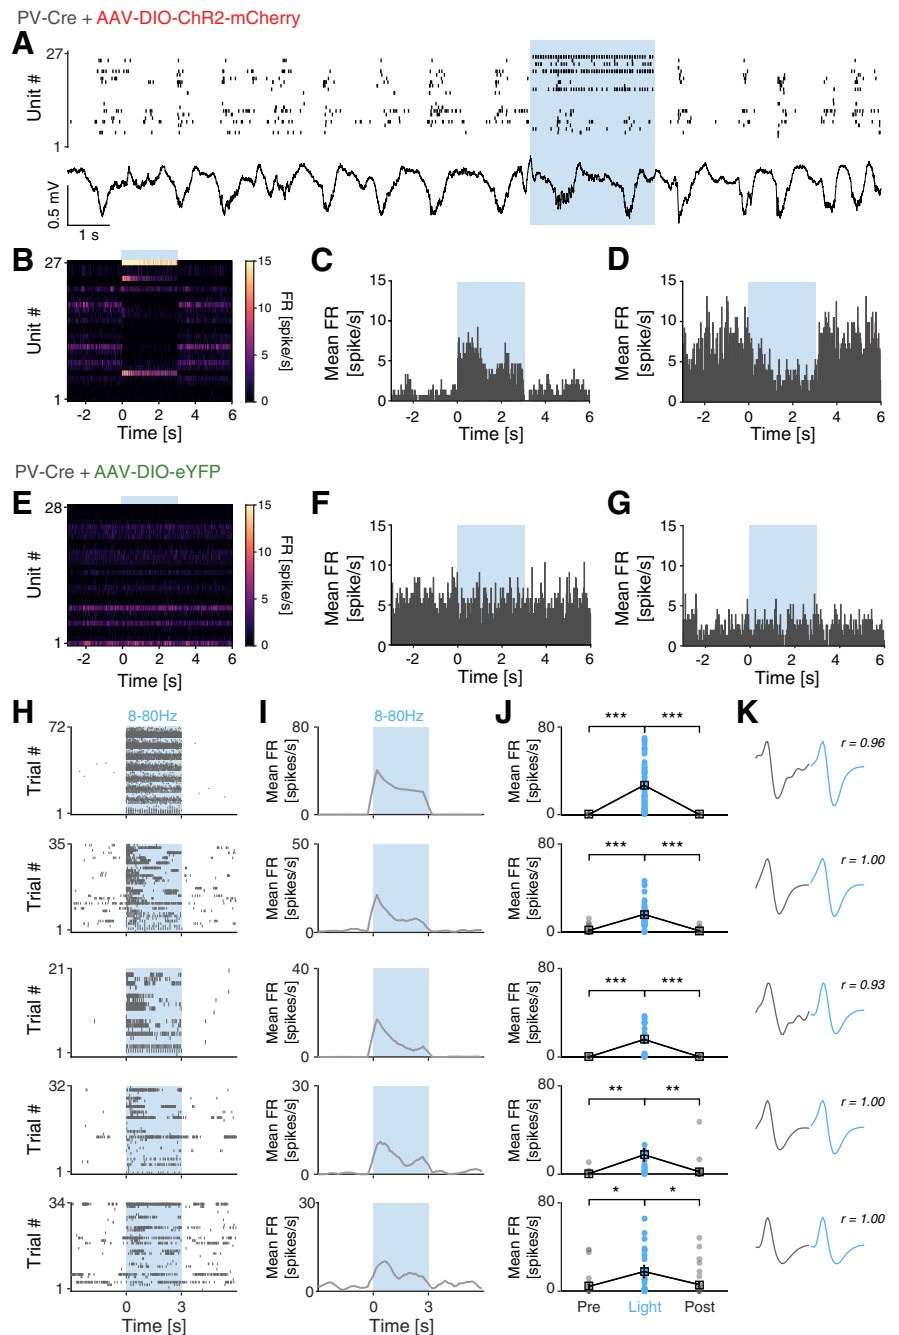 PV-Cre + AAV-DIO-ChR2-mCherry
A
27
Unit #
1
0.5 mV
1 s
B
27
Unit #
1
-2 0 2 4 6
Time [s]
15
10
5
0
FR [spike/s]
C
15
10
5
0
Mean FR
[spike/s]
-2 0 2 4 6
Time [s]
D
15
10
5
0
Mean FR
[spike/s]
-2 0 2 4 6
Time [s]
PV-Cre + AAV-DIO-eYFP
E
28
Unit #
1
-2 0 2 4 6
Time [s]
15
10
5
0
FR [spike/s]
F
15
10
5
0
Mean FR
[spike/s]
-2 0 2 4 6
Time [s]
G
15
10
5
0
Mean FR
[spike/s]
-2 0 2 4 6
Time [s]
H
8-80Hz
72
Trial #
1
I
8-80Hz
80
Mean FR
[spikes/s]
0
J
80
Mean FR
[spikes/s]
0
*** ***
K
r = 0.96
35
Trial #
1
50
Mean FR
[spikes/s]
0
80
Mean FR
[spikes/s]
0
*** ***
r = 1.00
21
Trial #
1
40
Mean FR
[spikes/s]
0
80
Mean FR
[spikes/s]
0
*** ***
r = 0.93
32
Trial #
1
30
Mean FR
[spikes/s]
0
80
Mean FR
[spikes/s]
0
** **
r = 1.00
34
Trial #
1
0 3
Time [s]
30
Mean FR
[spikes/s]
0
0 3
Time [s]
80
Mean FR
[spikes/s]
0
* *
Pre Light Post
r = 1.00